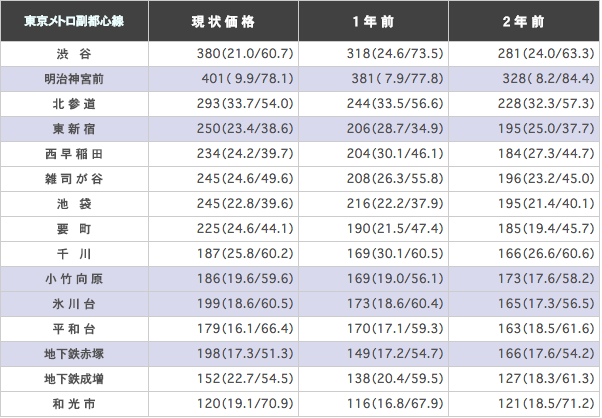 東京メトロ副都心線 現状価格 1年前 2年前
渋谷 380(21.0/60.7) 318(24.6/73.5) 281(24.0/63.3)
明治神宮前 401( 9.9/78.1) 381( 7.9/77.8) 328( 8.2/84.4)
北参道 293(33.7/54.0) 244(33.5/56.6) 228(32.3/57.3)
東新宿 250(23.4/38.6) 206(28.7/34.9) 195(25.0/37.7)
西早稲田 234(24.2/39.7) 204(30.1/46.1) 184(27.3/44.7)
雑司が谷 245(24.6/49.6) 208(26.3/55.8) 196(23.2/45.0)
池袋 245(22.8/39.6) 216(22.2/37.9) 195(21.4/40.1)
要町 225(24.6/44.1) 190(21.5/47.4) 185(19.4/45.7)
千川 187(25.8/60.2) 169(30.1/60.5) 166(26.6/60.6)
小竹向原 186(19.6/59.6) 169(19.0/56.1) 173(17.6/58.2)
氷川台 199(18.6/60.5) 173(18.6/60.4) 165(17.3/56.5)
平和台 179(16.1/66.4) 170(17.1/59.3) 163(18.5/61.6)
地下鉄赤塚 198(17.3/51.3) 149(17.2/54.7) 166(17.6/54.2)
地下鉄成増 152(22.7/54.5) 138(20.4/59.5) 127(18.3/61.3)
和光市 120(19.1/70.9) 116(16.8/67.9) 121(18.5/71.2)